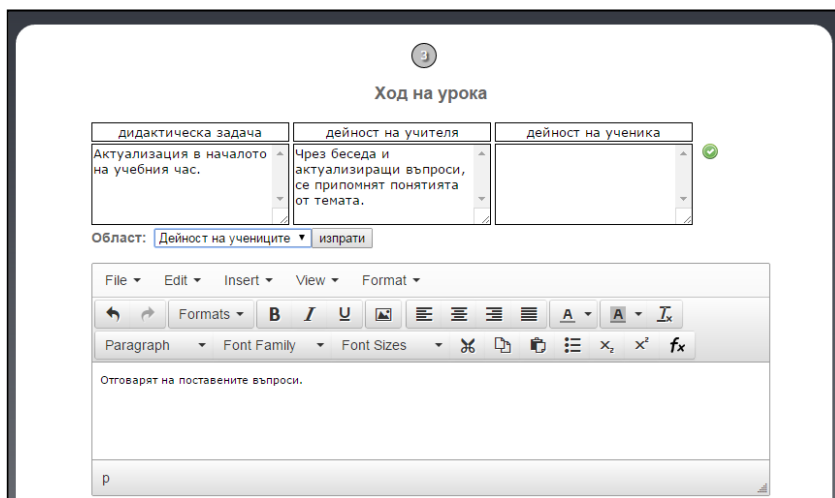 3
Ход на урока
дидактическа задача дейност на учителя дейност на ученика
Актуализация в началото
на учебния час.
Чрез беседа и
актуализиращи въпроси,
се припомнят понятията
от темата.
Област: Дейност на учениците изпрати
File Edit Insert View Format
Formats B I U A A Tx
Paragraph Font Family Font Sizes x₂ x² fx
Отговарят на поставените въпроси.
p